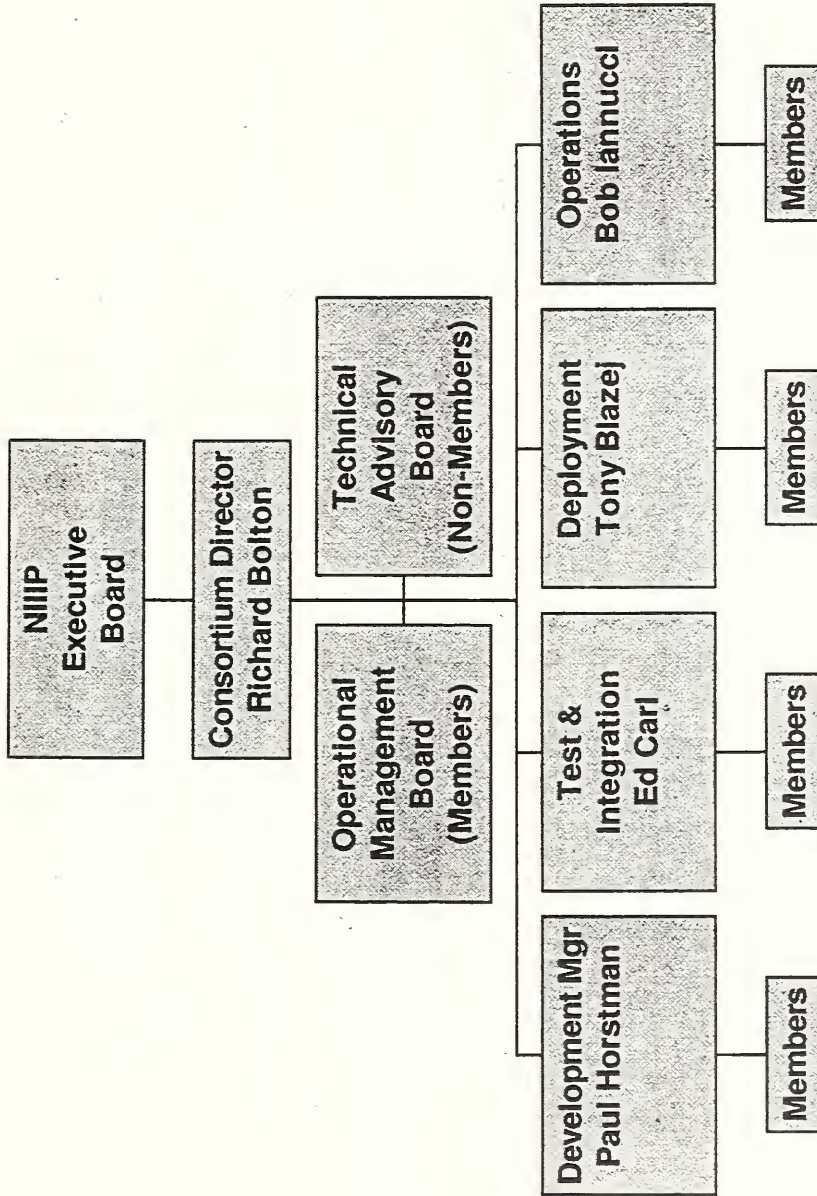 NIIIP
Executive
Board
Consortium Director
Richard Bolton
Operational
Management
Board
(Members)
Technical
Advisory
Board
(Non-Members)
Development Mgr
Paul Horstman
Test &
Integration
Ed Carl
Deployment
Tony Blazej
Operations
Bob Iannucci
Members
Members
Members
Members